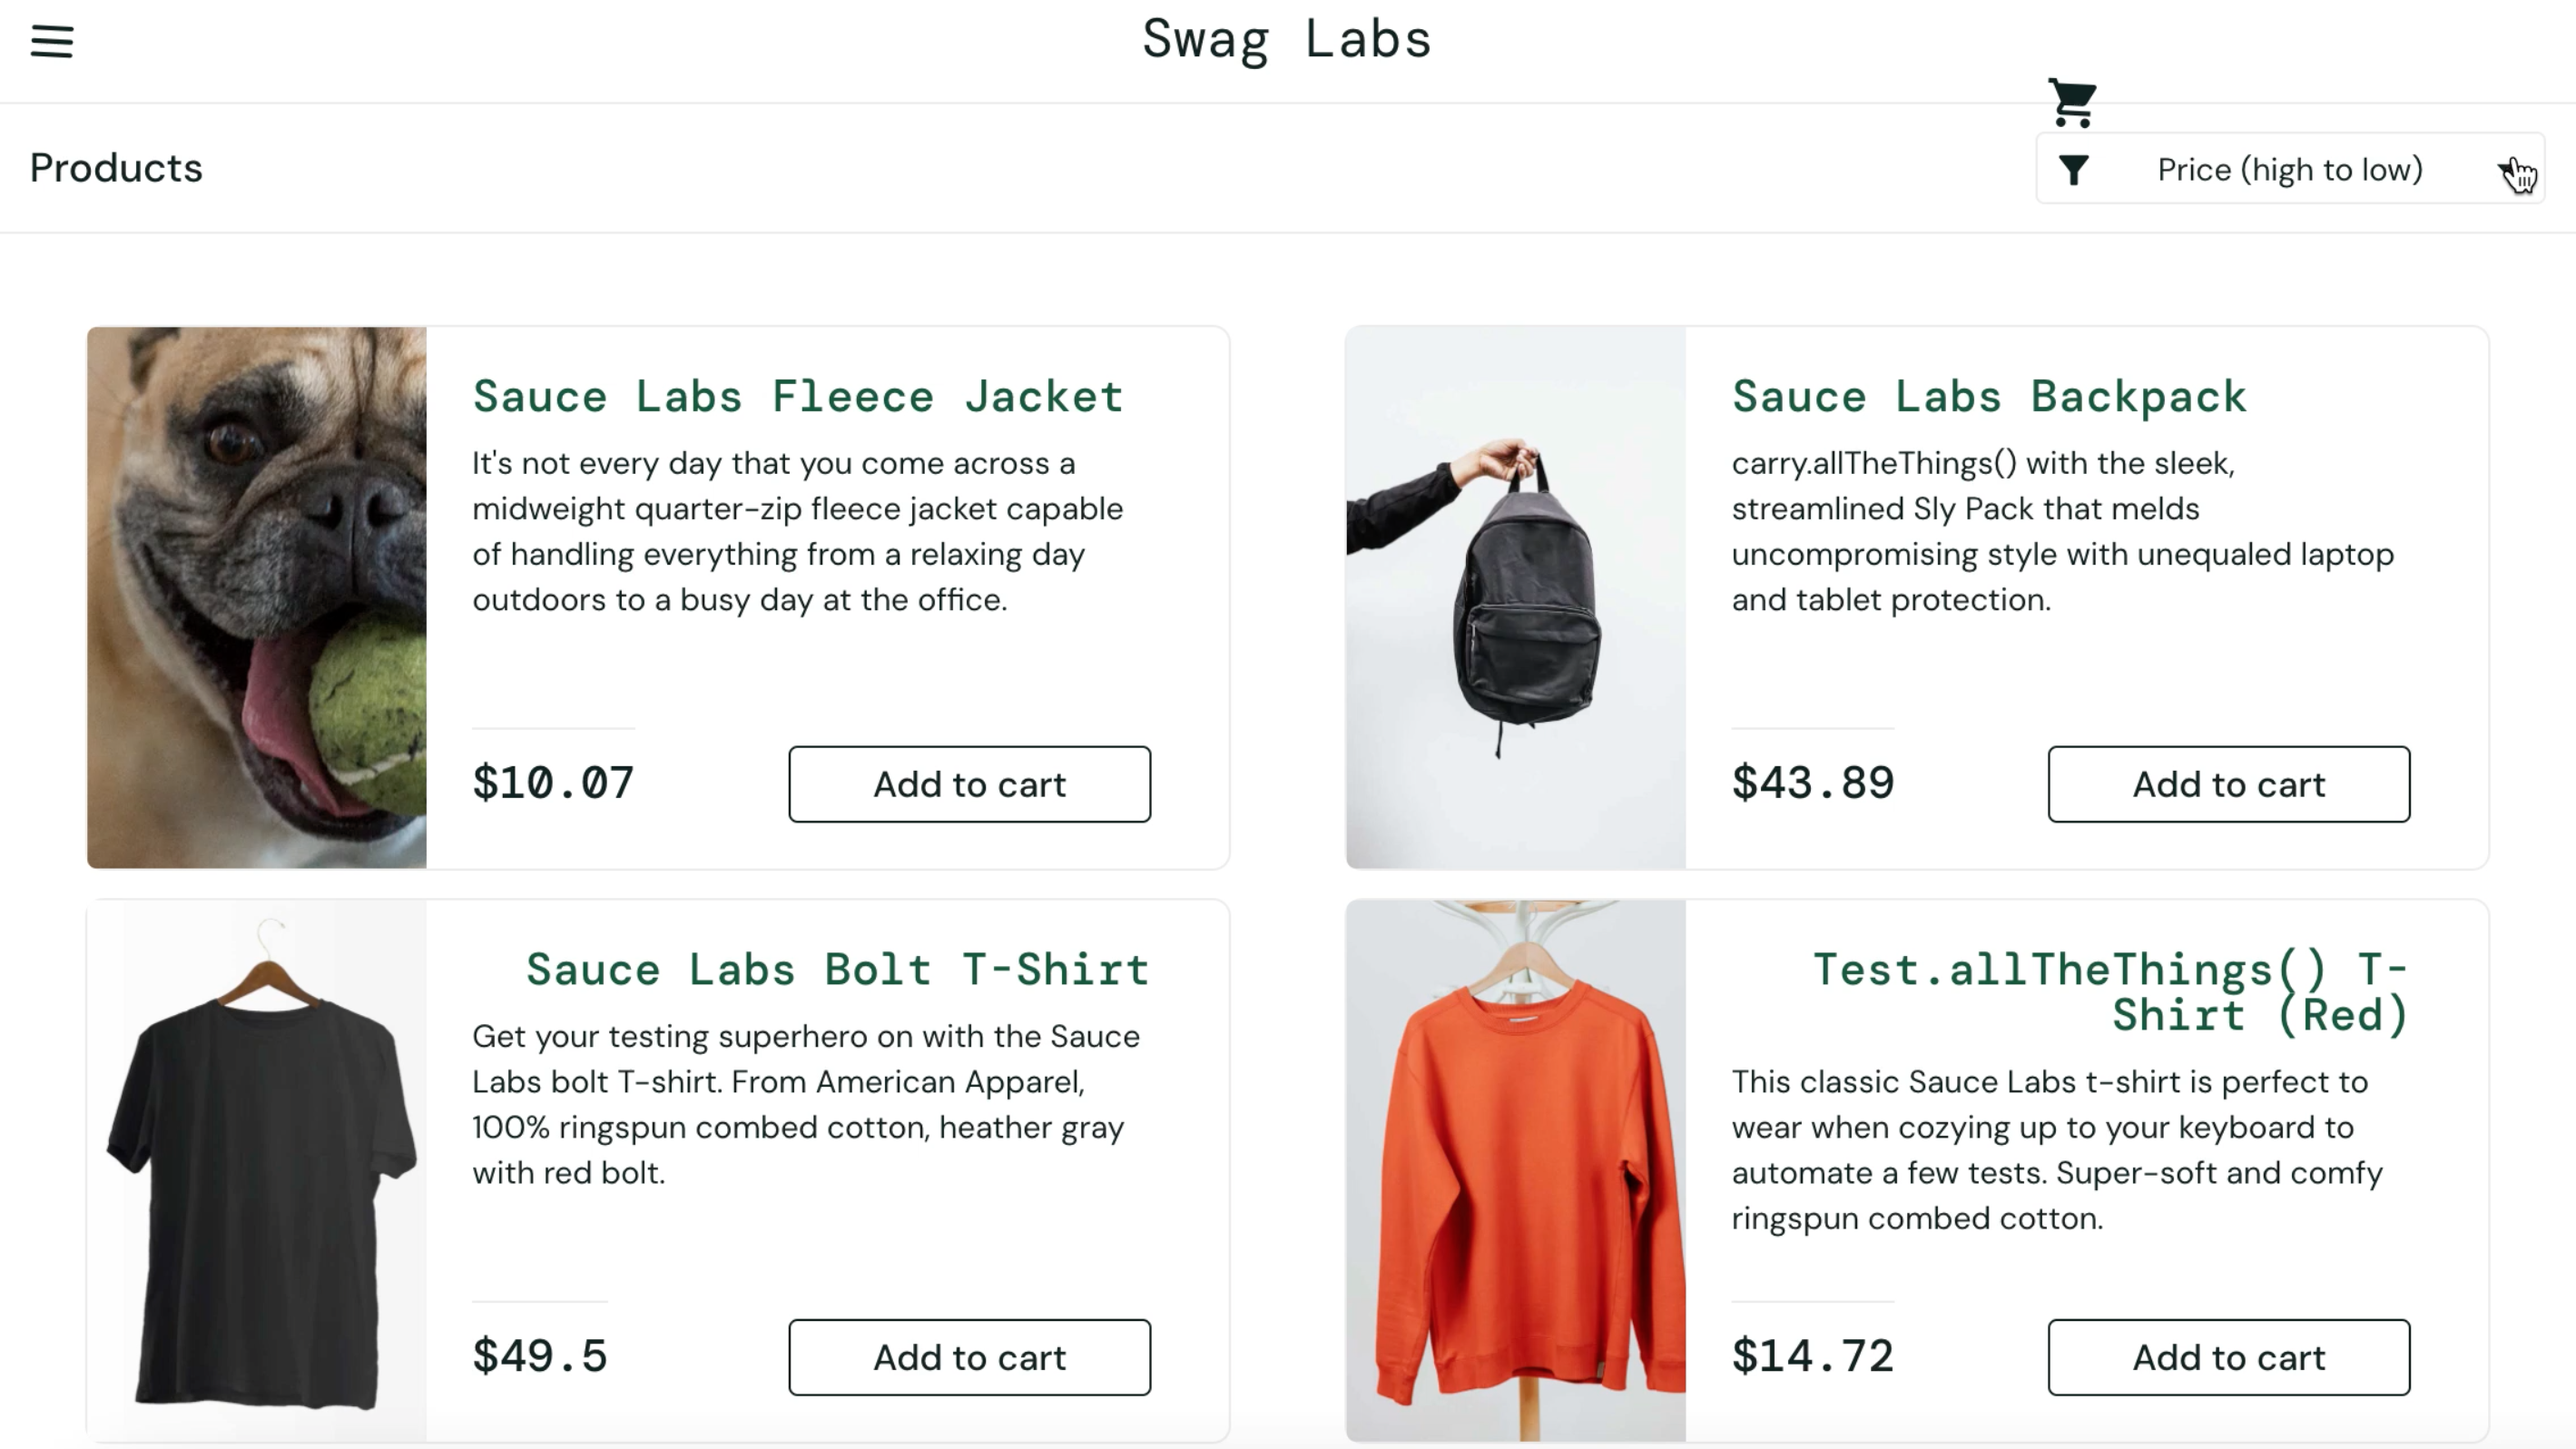 Swag Labs
Products
Price (high to low)
Sauce Labs Fleece Jacket
It's not every day that you come across a
midweight quarter-zip fleece jacket capable
of handling everything from a relaxing day
outdoors to a busy day at the office.
$10.07
Add to cart
Sauce Labs Backpack
carry.allTheThings() with the sleek,
streamlined Sly Pack that melds
uncompromising style with unequaled laptop
and tablet protection.
$43.89
Add to cart
Sauce Labs Bolt T-Shirt
Get your testing superhero on with the Sauce
Labs bolt T-shirt. From American Apparel,
100% ringspun combed cotton, heather gray
with red bolt.
$49.5
Add to cart
Test.allTheThings() T-
Shirt (Red)
This classic Sauce Labs t-shirt is perfect to
wear when cozying up to your keyboard to
automate a few tests. Super-soft and comfy
ringspun combed cotton.
$14.72
Add to cart